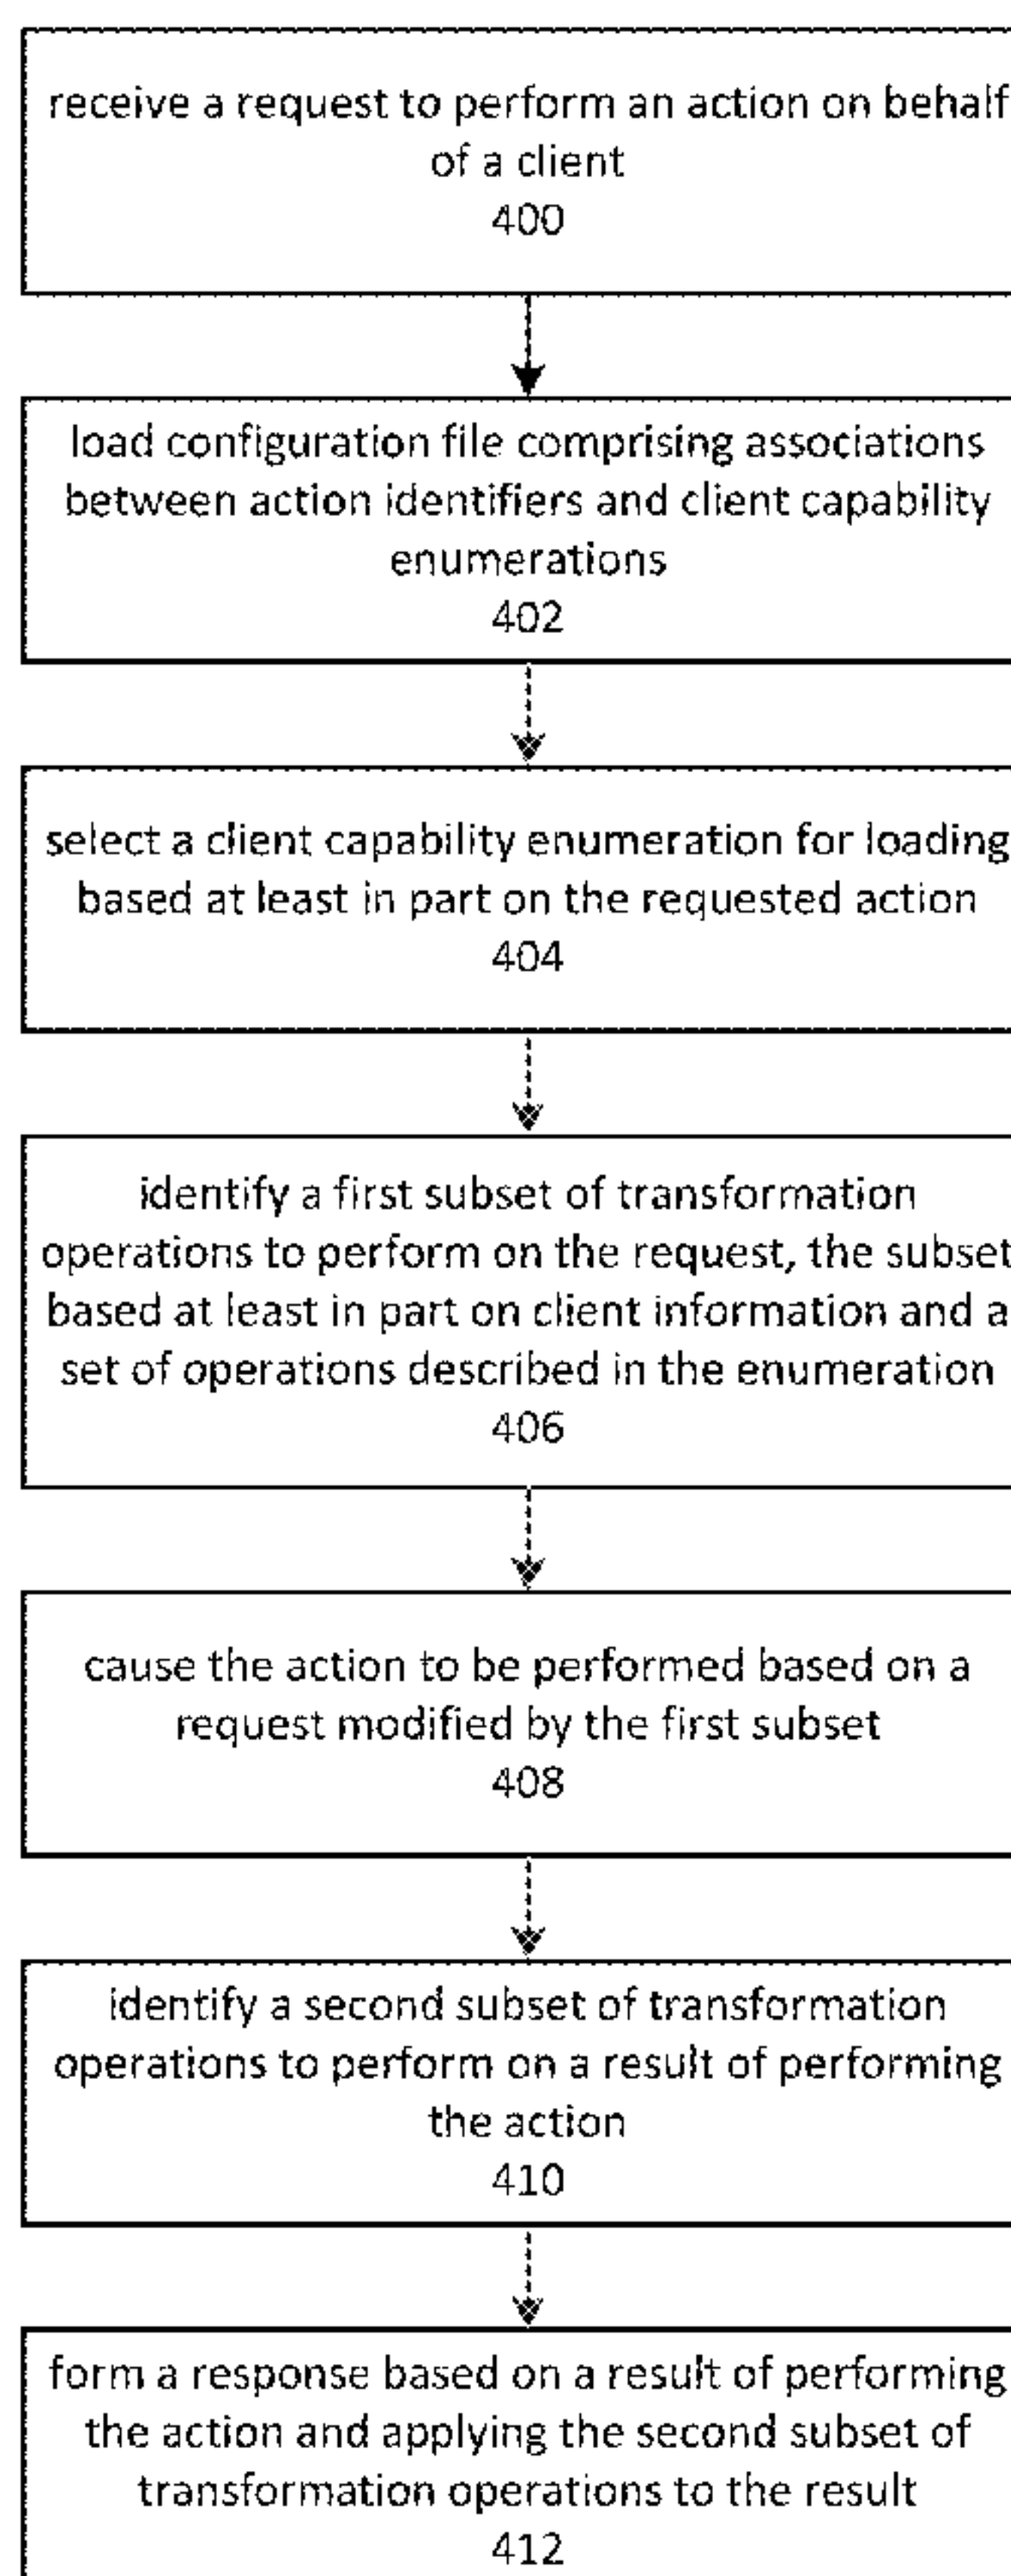 receive a request to perform an action on behalf
of a client
400
load configuration file comprising associations
between action identifiers and client capability
enumerations
402
select a client capability enumeration for loading
based at least in part on the requested action
404
identify a first subset of transformation
operations to perform on the request, the subset
based at least in part on client information and a
set of operations described in the enumeration
406
cause the action to be performed based on a
request modified by the first subset
408
identify a second subset of transformation
operations to perform on a result of performing
the action
410
form a response based on a result of performing
the action and applying the second subset of
transformation operations to the result
412